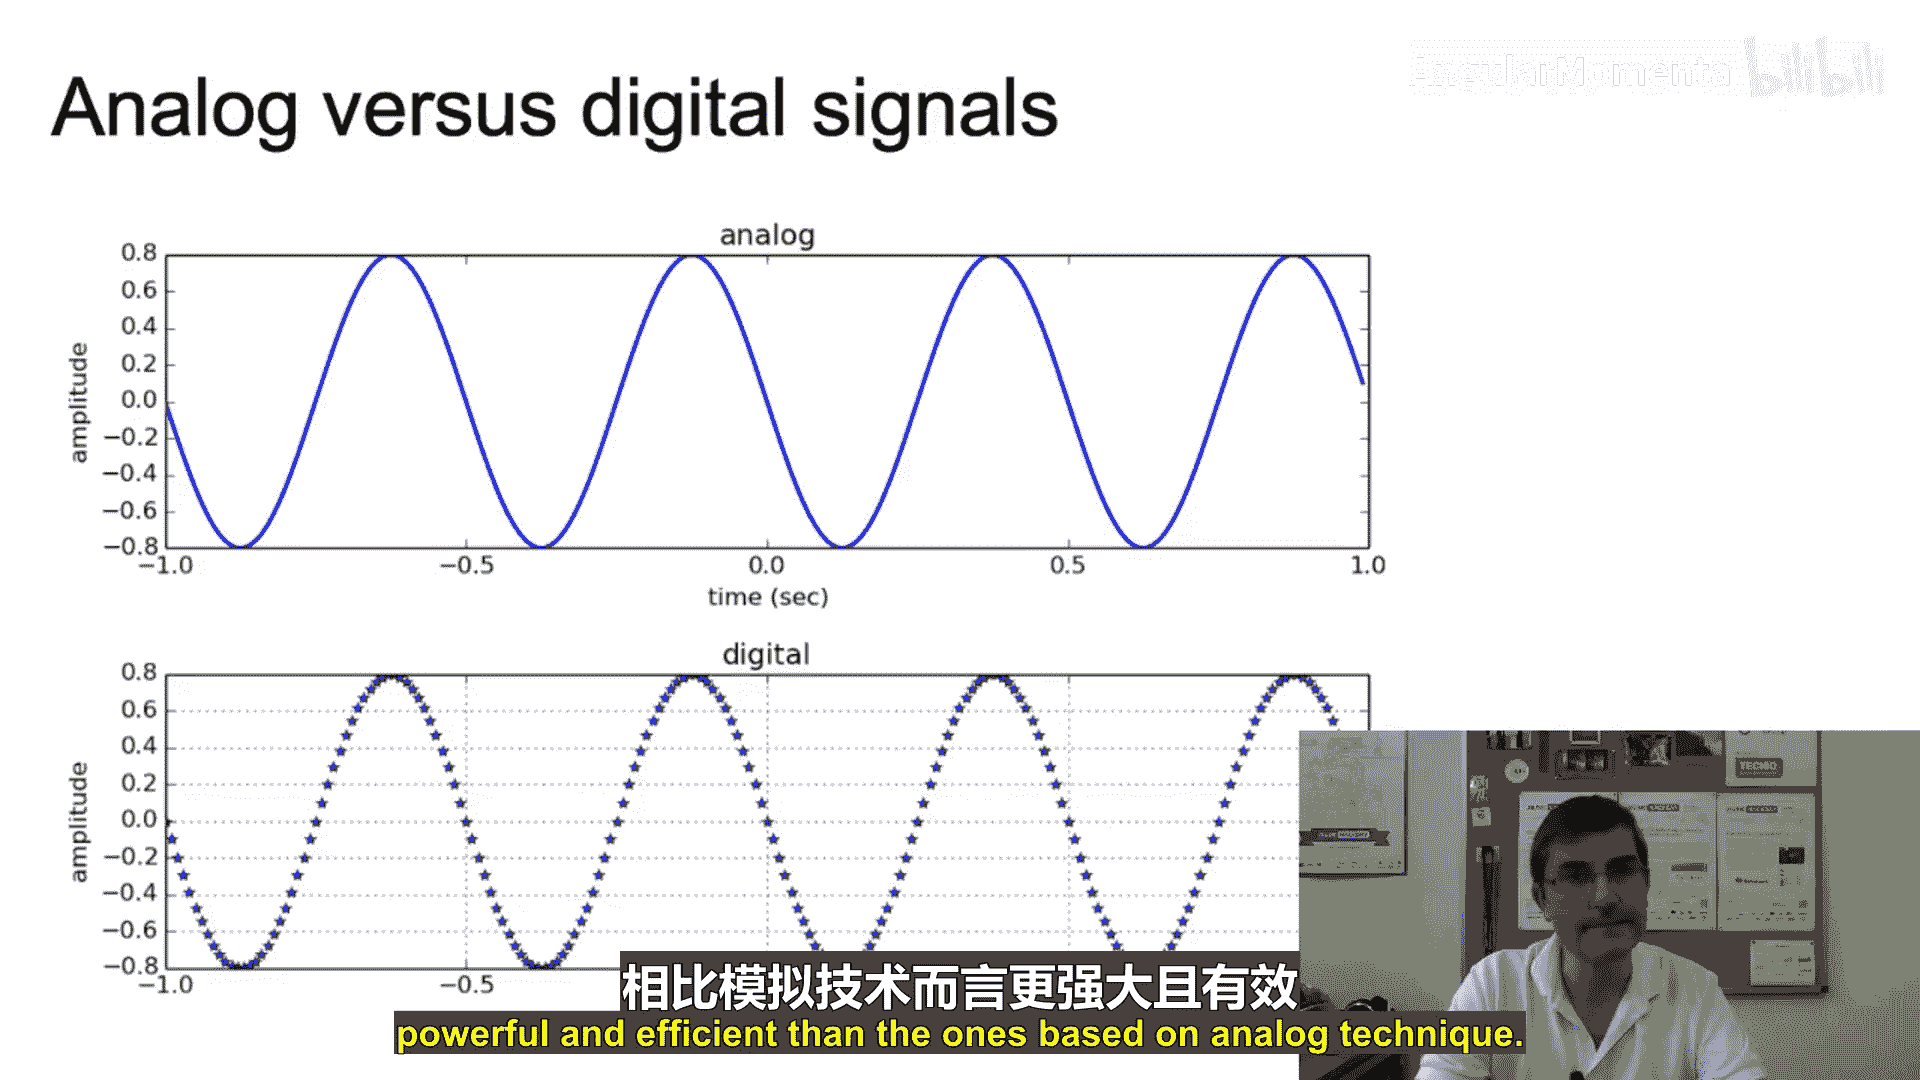 AngularMomenta bilibili
Analog versus digital signals
analog
0.8
0.6
0.4
0.2
0.0
−0.2
−0.4
−0.6
−0.8
amplitude
−1.0 −0.5 0.0 0.5 1.0
time (sec)
digital
0.8
0.6
0.4
0.2
0.0
−0.2
−0.4
−0.6
−0.8
amplitude
−1.0 −0.5
TECNIO
相比模拟技术而言更强大且有效
powerful and efficient than the ones based on analog technique.